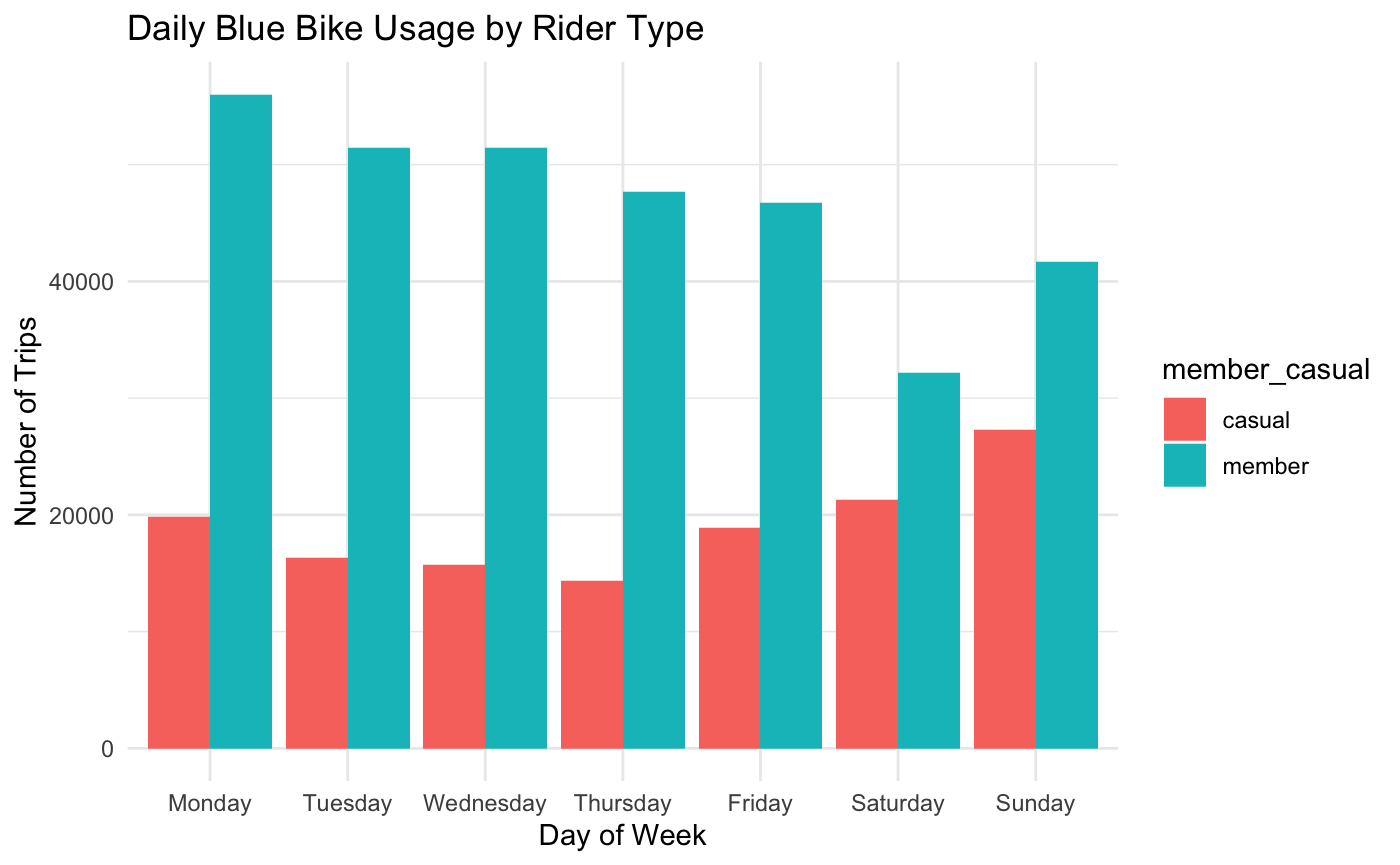 Daily Blue Bike Usage by Rider Type
Number of Trips
40000
20000
0
Monday Tuesday Wednesday Thursday Friday Saturday Sunday
Day of Week
member_casual
casual
member